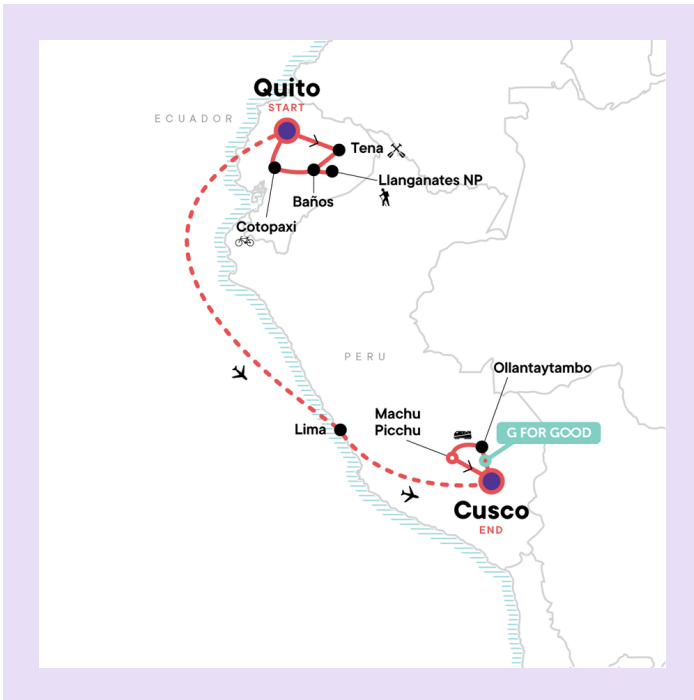 Quito
START
ECUADOR
Tena
Llanganates NP
Baños
Cotopaxi
PERU
Ollantaytambo
Machu
Picchu
Lima
G FOR GOOD
Cusco
END